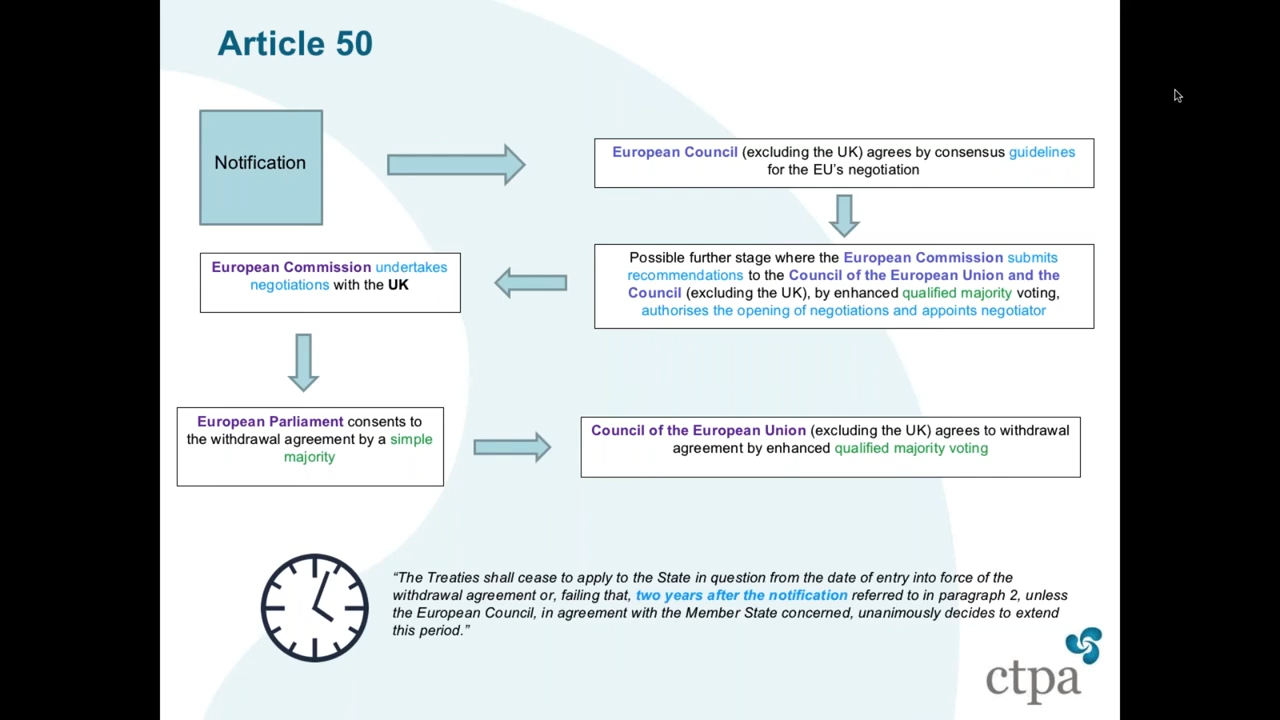 Article 50
Notification
European Council (excluding the UK) agrees by consensus guidelines
for the EU’s negotiation
Possible further stage where the European Commission submits
recommendations to the Council of the European Union and the
Council (excluding the UK), by enhanced qualified majority voting,
authorises the opening of negotiations and appoints negotiator
European Commission undertakes
negotiations with the UK
European Parliament consents to
the withdrawal agreement by a simple
majority
Council of the European Union (excluding the UK) agrees to withdrawal
agreement by enhanced qualified majority voting
“The Treaties shall cease to apply to the State in question from the date of entry into force of the
withdrawal agreement or, failing that, two years after the notification referred to in paragraph 2, unless
the European Council, in agreement with the Member State concerned, unanimously decides to extend
this period.”
ctpa